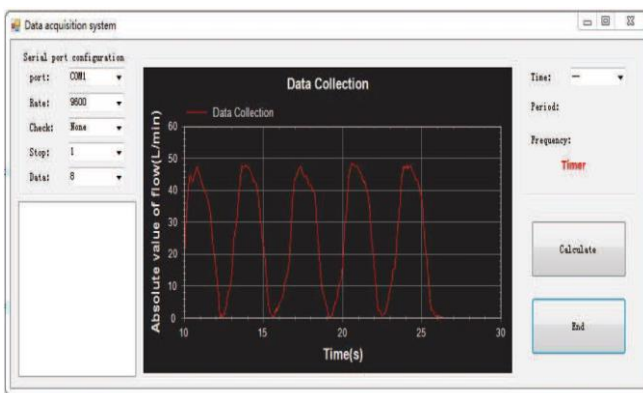 Data acquisition system
Serial port configuration
port: COM1
Rate: 9600
Check: None
Stop: 1
Data: 8
Data Collection
Data Collection
Absolute value of flow(L/min)
60
50
40
30
20
10
0
10 15 20 25 30
Time(s)
Time: —
Period:
Frequency:
Timer
Calculate
End